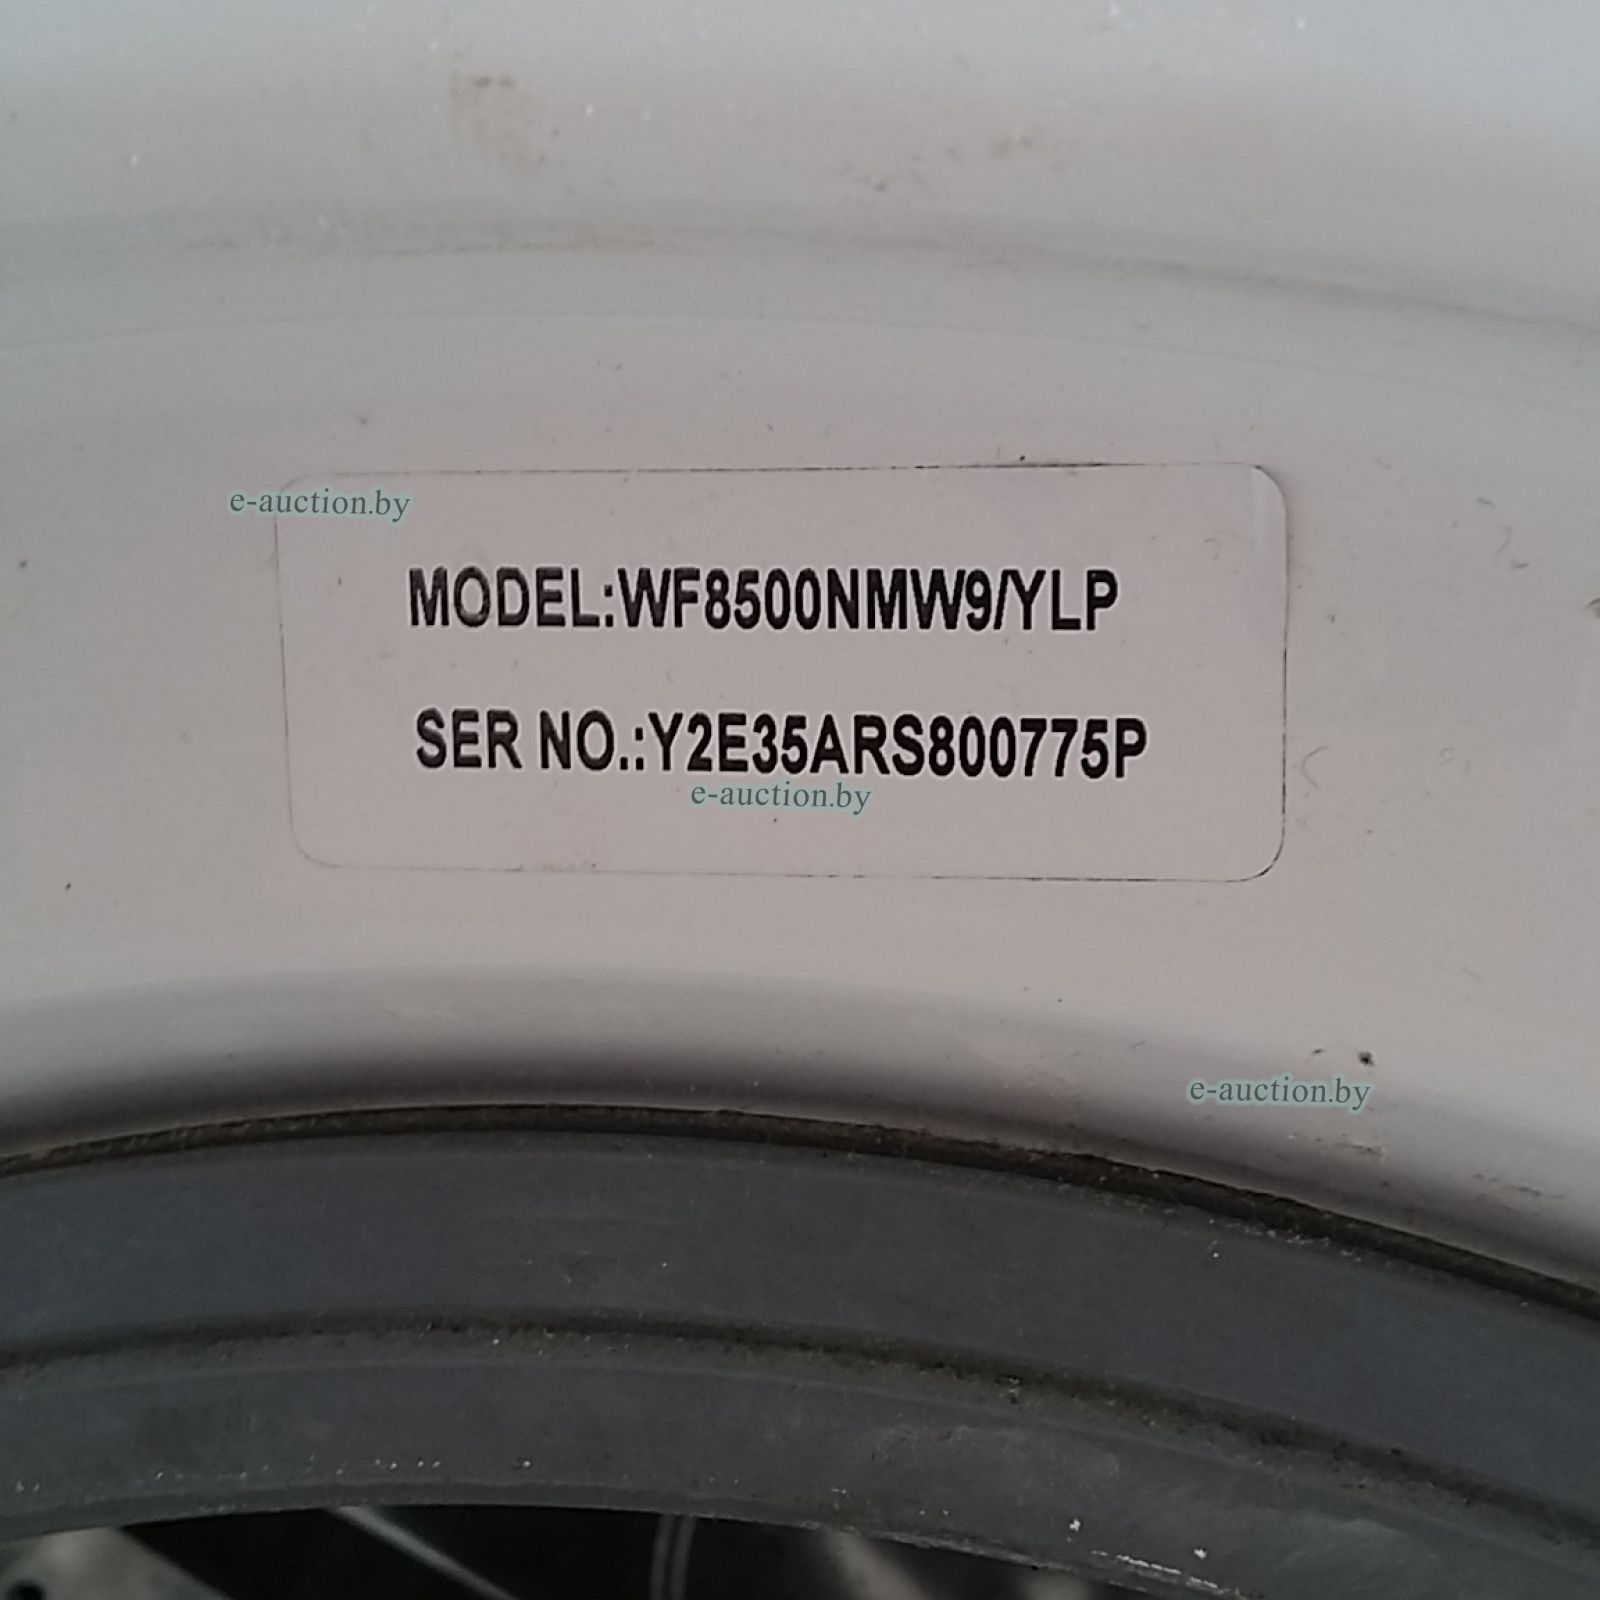 e-auction.by
MODEL:WF8500NMW9/YLP
SER NO.:Y2E35ARS800775P
e-auction.by
e-auction.by